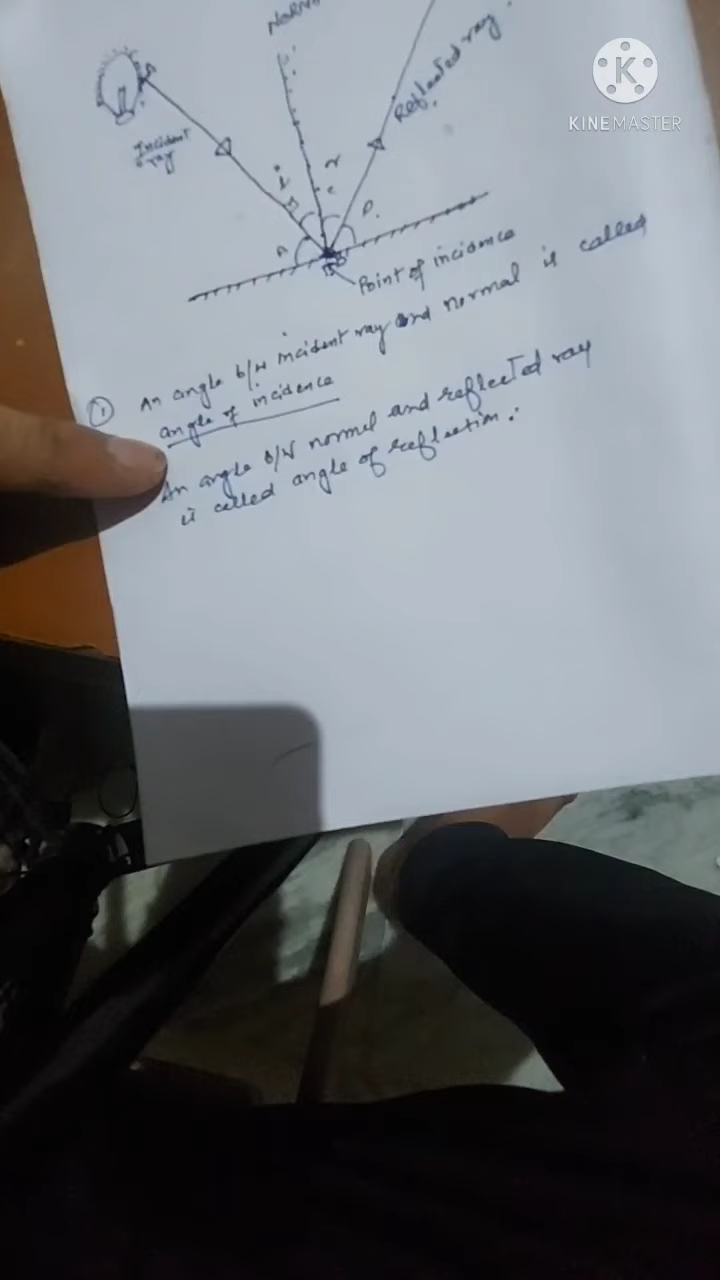 KINEMASTER
Reflected ray.
Incident
ray
i
r
A
B
D
Point of incidence
① An angle b/w incident ray and normal is called
angle of incidence
An angle b/w normal and reflected ray
is called angle of reflection.